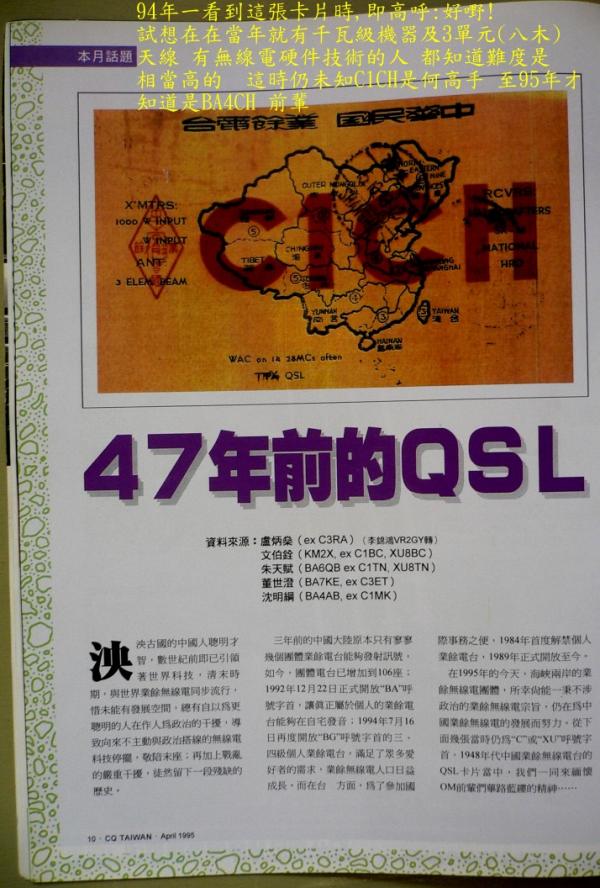 94年一看到這張卡片時,即高呼:好嘢!
試想在在當年就有千瓦級機器及3單元(八木)
天線 有無線電硬件技術的人 都知道難度是
相當高的 這時仍未知C1CH是何高手 至95年才
知道是BA4CH 前輩
本月話題
台電餘業 國民華中
X'MTRS:
1000 W INPUT
W INPUT
ANT
3 ELEM. BEAM
C1CH
OUTER MONGOLIA
NORTH
EASTERN
NINE
PROVINCES
CHINGHAI
TIBET
YUNNAN
SHANGHAI
TAIWAN
HAINAN
RCVRS
NATIONAL
HRO
WAC on 14 28MCs often
QSL
47年前的QSL
資料來源:盧炳燊(ex C3RA)(李錦鴻VR2GY轉)
文伯銓(KM2X, ex C1BC, XU8BC)
朱天賦(BA6QB ex C1TN, XU8TN)
董世澄(BA7KE, ex C3ET)
沈明綱(BA4AB, ex C1MK)
泱
泱古國的中國人聰明才
智,數世紀前即已引領
著世界科技,清末時
期,與世界業餘無線電同步流行,
惜未能有發展空間,總有自以為更
聰明的人在作人為政治的干擾,導
致向來不主動與政治搭線的無線電
科技停擺,敬陪末座;再加上戰亂
的嚴重干擾,徒然留下一段殘缺的
歷史。
三年前的中國大陸原本只有寥寥
幾個團體業餘電台能夠發射訊號,
如今,團體電台已增加到106座;
1992年12月22日正式開放"BA"呼
號字首,讓真正屬於個人的業餘電
台能夠在自宅發音;1994年7月16
日再度開放"BG"呼號字首的三、
四級個人業餘電台,滿足了眾多愛
好者的需求,業餘無線電人口日益
成長。而在台 方面,為了參加國
際事務之便,1984年首度解禁個人
業餘電台,1989年正式開放至今。
在1995年的今天,海峽兩岸的業
餘無線電團體,所幸尚能一秉不涉
政治的業餘無線電宗旨,仍在為中
國業餘無線電的發展而努力。從下
面幾張當時仍為"C"或"XU"呼號字
首,1948年代中國業餘無線電台的
QSL卡片當中,我們一同來緬懷
OM前輩們篳路藍縷的精神……
10 · CQ TAIWAN · April 1995